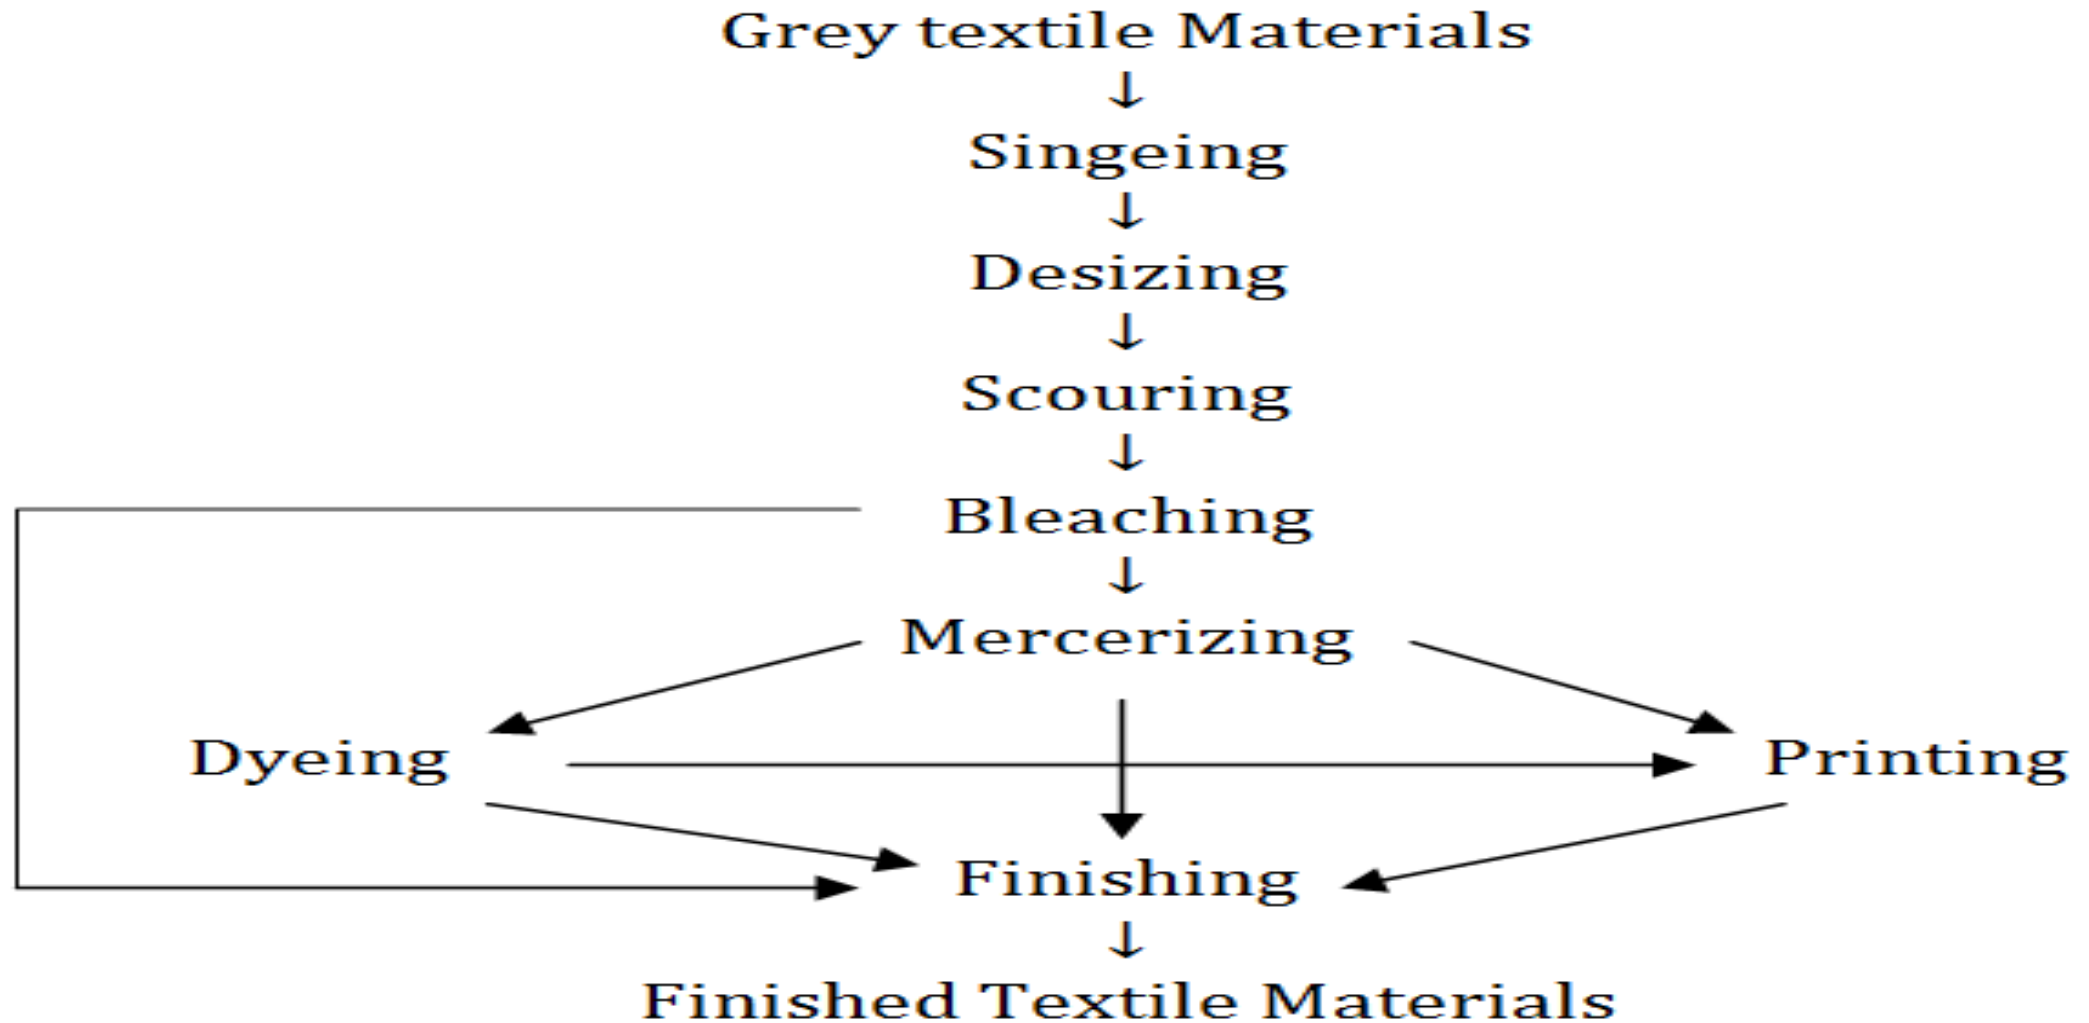 Grey textile Materials
↓
Singeing
↓
Desizing
↓
Scouring
↓
Bleaching
↓
Mercerizing
Dyeing Printing
Finishing
↓
Finished Textile Materials